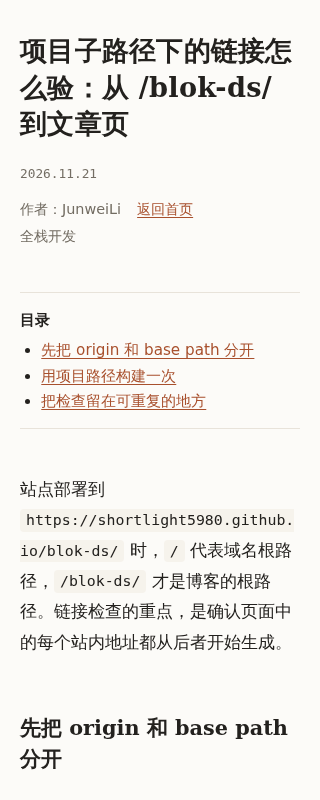 项目子路径下的链接怎
么验：从 /blok-ds/
到文章页
2026.11.21
作者：JunweiLi 返回首页
全栈开发
目录
先把 origin 和 base path 分开
用项目路径构建一次
把检查留在可重复的地方
站点部署到
https://shortlight5980.github.
io/blok-ds/ 时， / 代表域名根路
径， /blok-ds/ 才是博客的根路
径。链接检查的重点，是确认页面中
的每个站内地址都从后者开始生成。
先把 origin 和 base path
分开